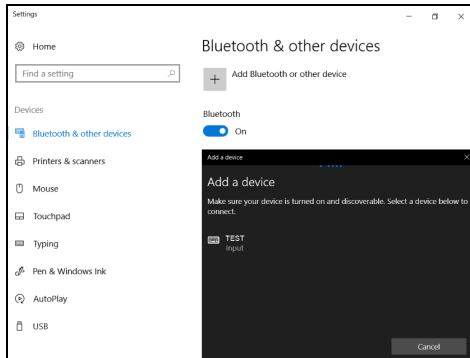 Settings
Home
Find a setting
Devices
Bluetooth & other devices
Printers & scanners
Mouse
Touchpad
Typing
Pen & Windows Ink
AutoPlay
USB
Bluetooth & other devices
Add Bluetooth or other device
Bluetooth
On
Add a device
Add a device
Make sure your device is turned on and discoverable. Select a device below to
connect.
TEST
Input
Cancel